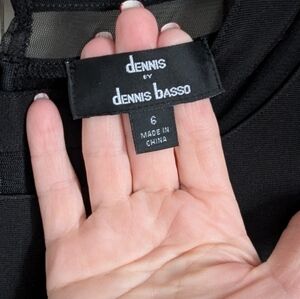 dENNIS
BY
dENNIS bASSO
6
MADE IN
CHINA